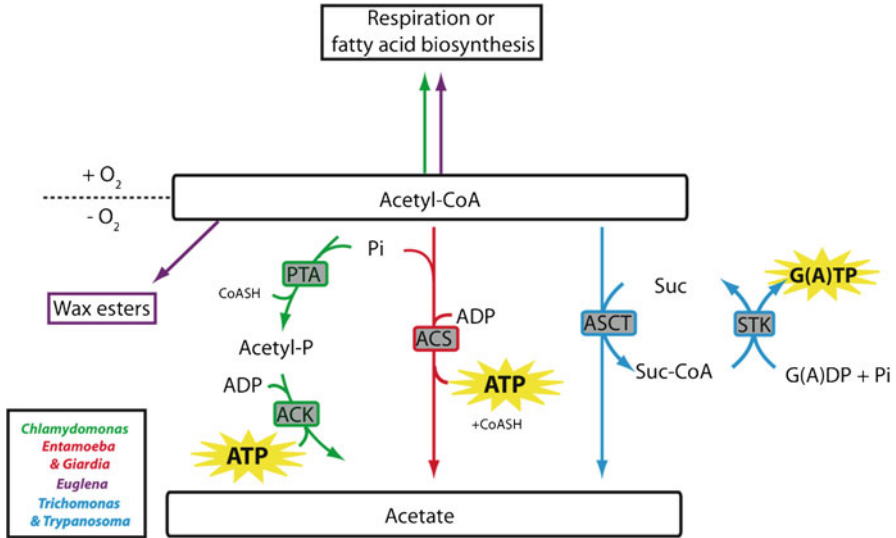 Respiration or
fatty acid biosynthesis
+ O2
Acetyl-CoA
- O2
Pi
PTA
CoASH
Wax esters
Suc
G(A)TP
ADP
ASCT
STK
ACS
Acetyl-P
Suc-CoA
G(A)DP + Pi
ADP
ATP
ACK
+CoASH
ATP
Chlamydomonas
Entamoeba
& Giardia
Euglena
Trichomonas
& Trypanosoma
Acetate